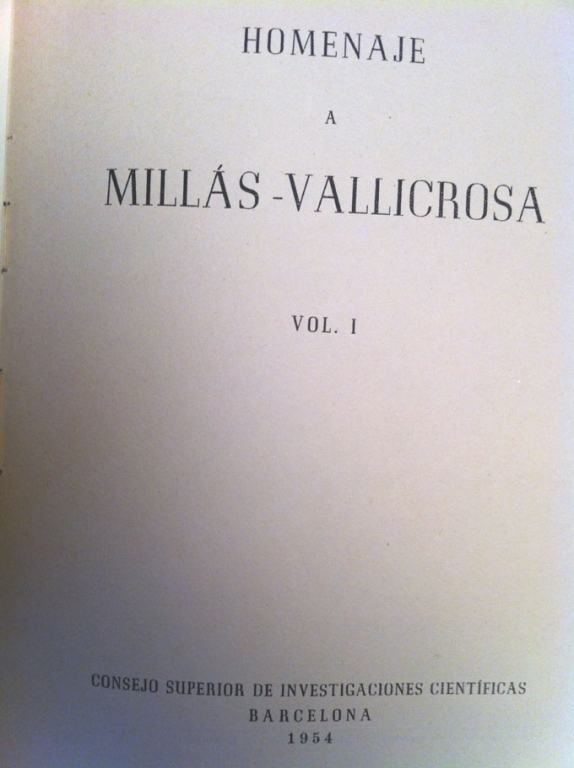 HOMENAJE
A
MILLÁS-VALLICROSA
VOL. I
CONSEJO SUPERIOR DE INVESTIGACIONES CIENTÍFICAS
BARCELONA
1954